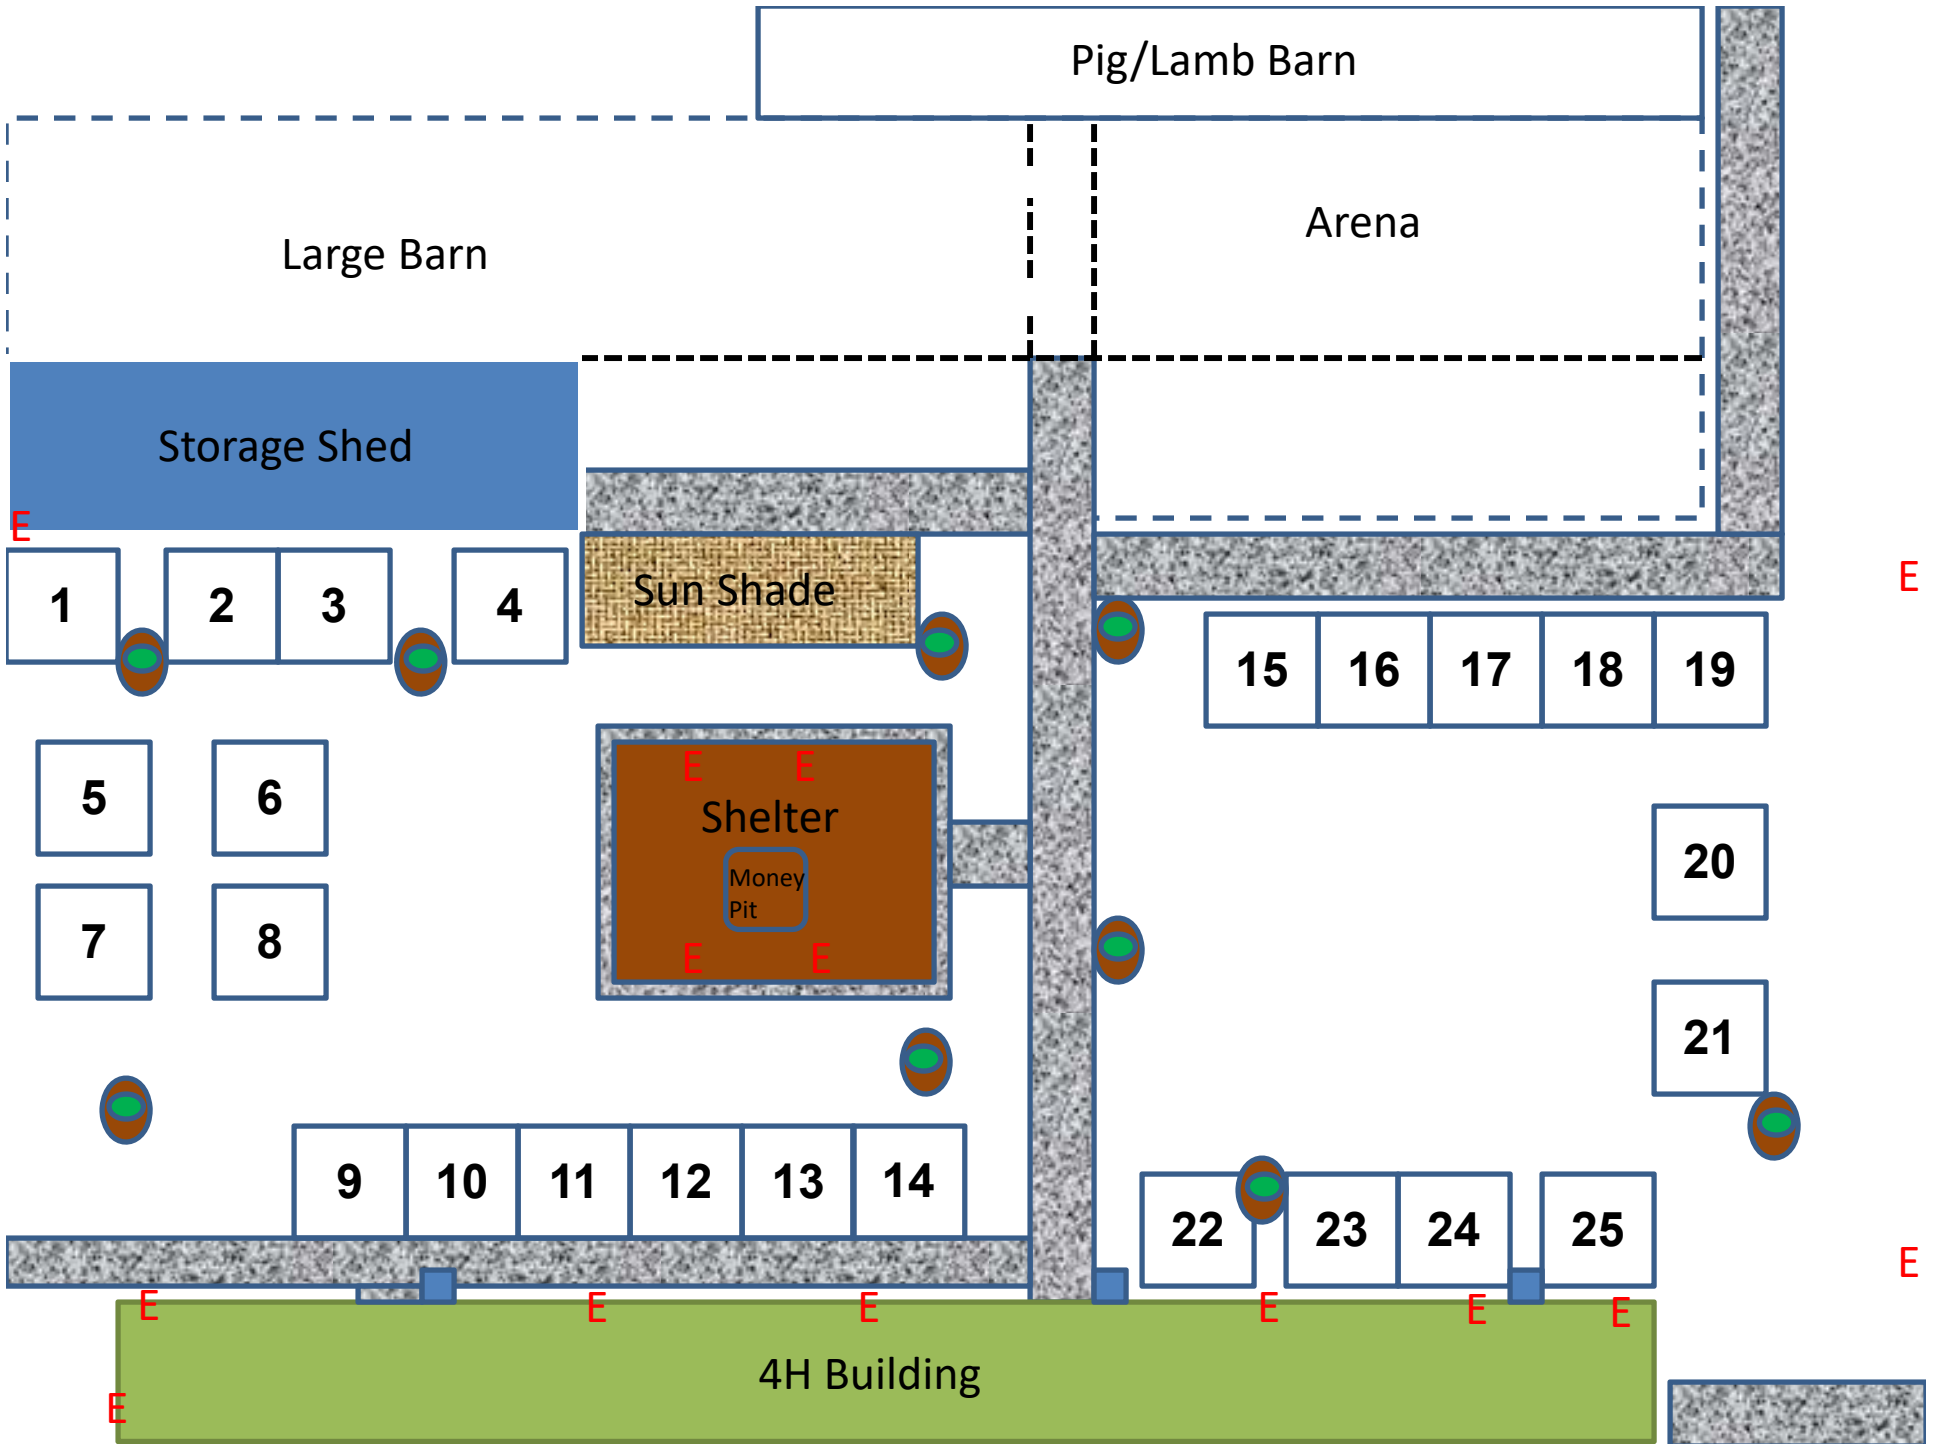 Pig/Lamb Barn
Arena
Large Barn
Storage Shed
E
E
1
2
3
4
Sun Shade
15
16
17
18
19
E
E
5
6
Shelter
20
Money
Pit
7
8
E
E
21
9
10
11
12
13
14
22
23
24
25
E
E
E
E
E
E
E
E
4H Building
E